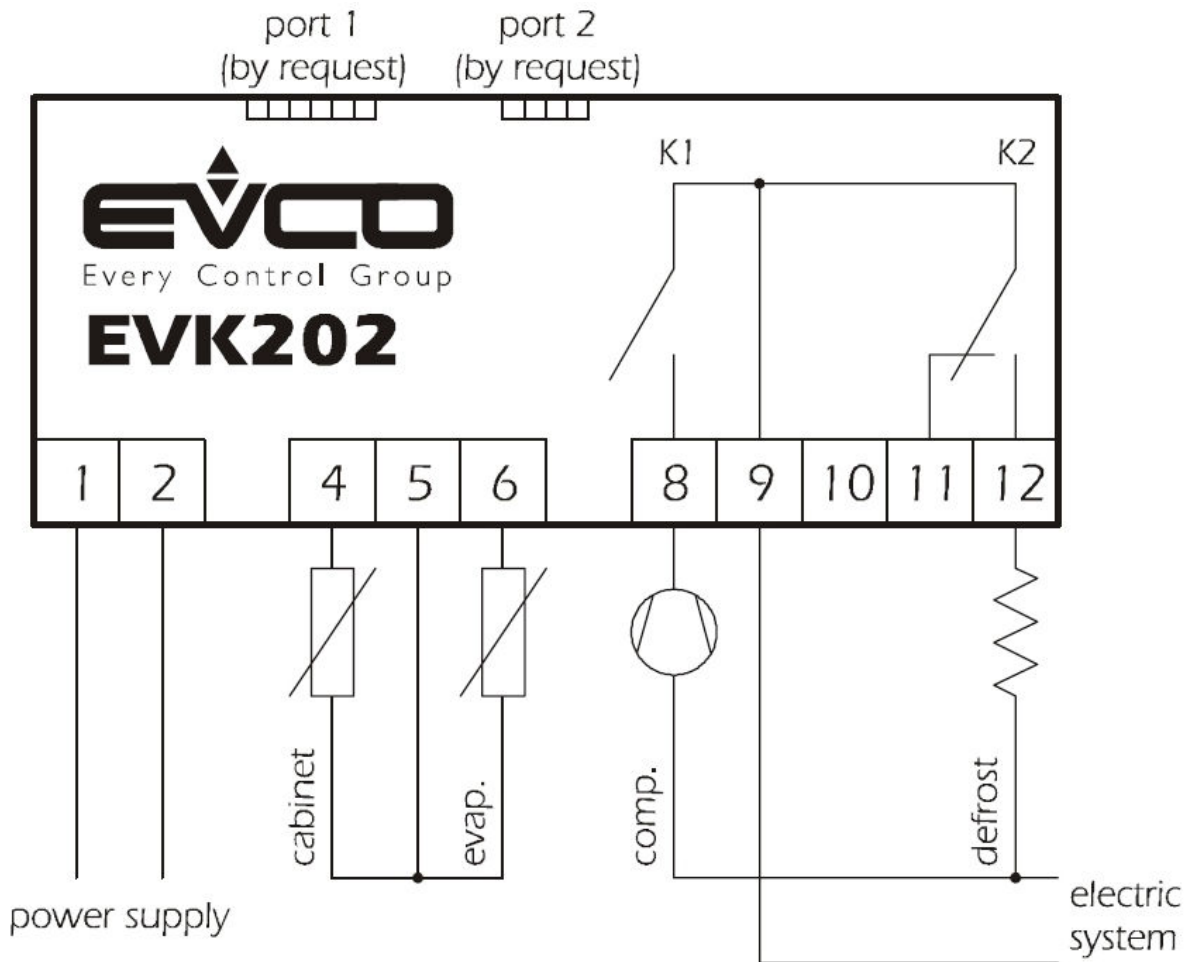 port 1
(by request)
port 2
(by request)
K1
K2
EVCO
Every Control Group
EVK202
1 2 4 5 6 8 9 10 11 12
cabinet
evap.
comp.
defrost
power supply
electric
system